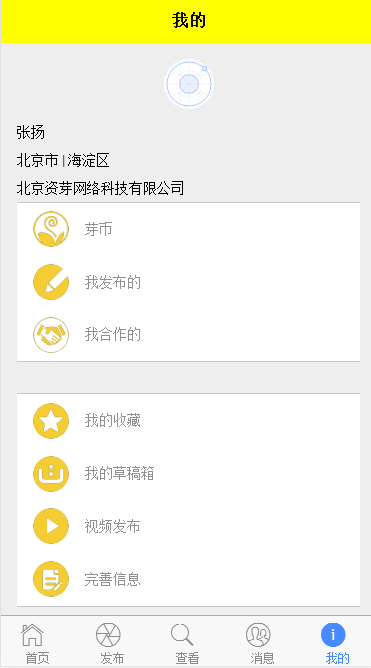 我的
张扬
北京市 | 海淀区
北京资芽网络科技有限公司
芽币
我发布的
我合作的
我的收藏
我的草稿箱
视频发布
完善信息
首页 发布 查看 消息 我的